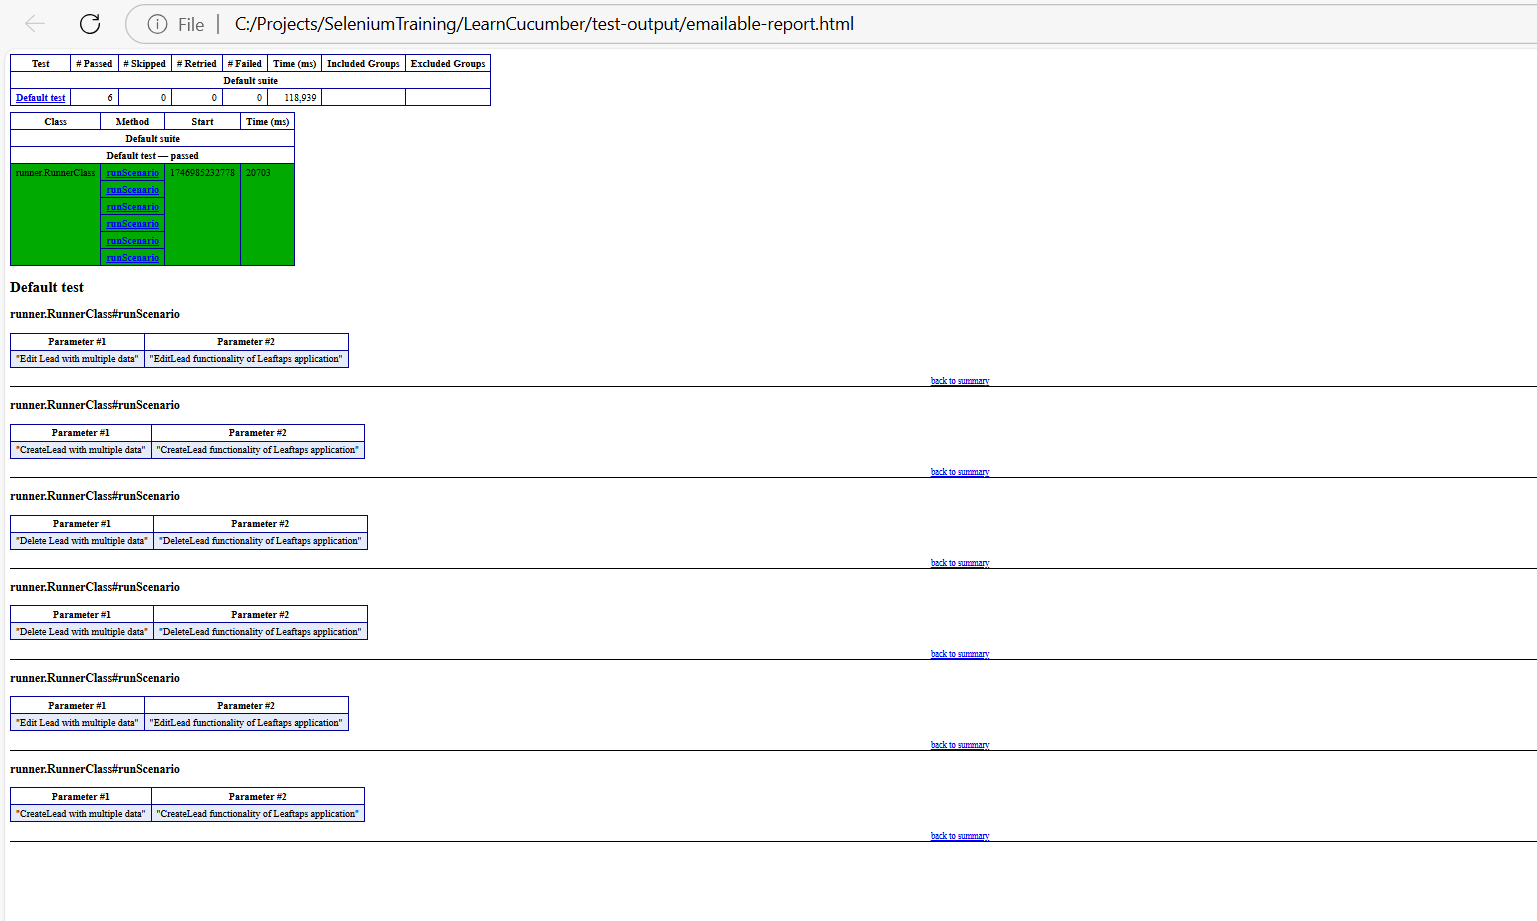 File | C:/Projects/SeleniumTraining/LearnCucumber/test-output/emailable-report.html
Test # Passed # Skipped # Retried # Failed Time (ms) Included Groups Excluded Groups
Default suite
Default test 6 0 0 0 118,939
Class Method Start Time (ms)
Default suite
Default test — passed
runner.RunnerClass runScenario 1746985232778 20703
runScenario
runScenario
runScenario
runScenario
runScenario
Default test
runner.RunnerClass#runScenario
Parameter #1 Parameter #2
"Edit Lead with multiple data" "EditLead functionality of Leaftaps application"
back to summary
runner.RunnerClass#runScenario
Parameter #1 Parameter #2
"CreateLead with multiple data" "CreateLead functionality of Leaftaps application"
back to summary
runner.RunnerClass#runScenario
Parameter #1 Parameter #2
"Delete Lead with multiple data" "DeleteLead functionality of Leaftaps application"
back to summary
runner.RunnerClass#runScenario
Parameter #1 Parameter #2
"Delete Lead with multiple data" "DeleteLead functionality of Leaftaps application"
back to summary
runner.RunnerClass#runScenario
Parameter #1 Parameter #2
"Edit Lead with multiple data" "EditLead functionality of Leaftaps application"
back to summary
runner.RunnerClass#runScenario
Parameter #1 Parameter #2
"CreateLead with multiple data" "CreateLead functionality of Leaftaps application"
back to summary